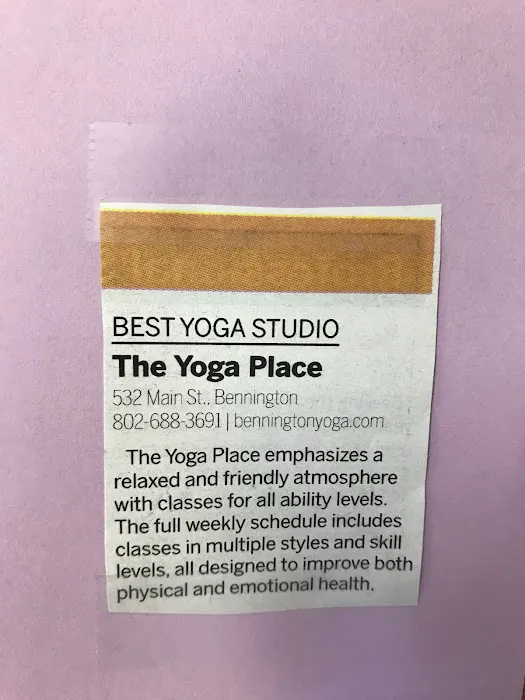 BEST YOGA STUDIO
The Yoga Place
532 Main St., Bennington
802-688-3691 | benningtonyoga.com
The Yoga Place emphasizes a
relaxed and friendly atmosphere
with classes for all ability levels.
The full weekly schedule includes
classes in multiple styles and skill
levels, all designed to improve both
physical and emotional health.